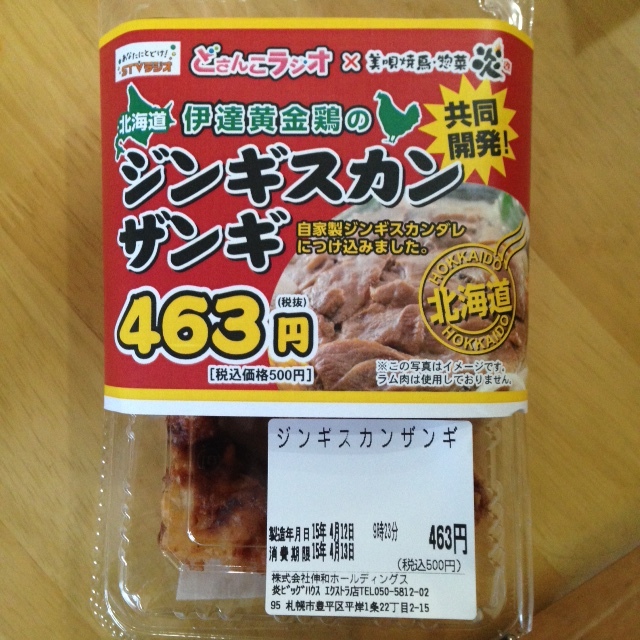 あなたにとどけ!
STVラジオ
どさんこラジオ × 美唄焼鳥・惣菜 炎
北海道 伊達黄金鶏の
共同
開発!
ジンギスカン
ザンギ
自家製ジンギスカンダレ
につけ込みました。
HOKKAIDO
北海道
HOKKAIDO
463円
(税抜)
[税込価格500円]
※この写真はイメージです。
ラム肉は使用しておりません。
ジンギスカンザンギ
製造年月日 15年 4月12日 9時23分
消費期限 15年 4月13日
463円
(税込500円)
株式会社伸和ホールディングス
炎ビッグハウス エクストラ店TEL050-5812-02
95 札幌市豊平区平岸1条22丁目2-15